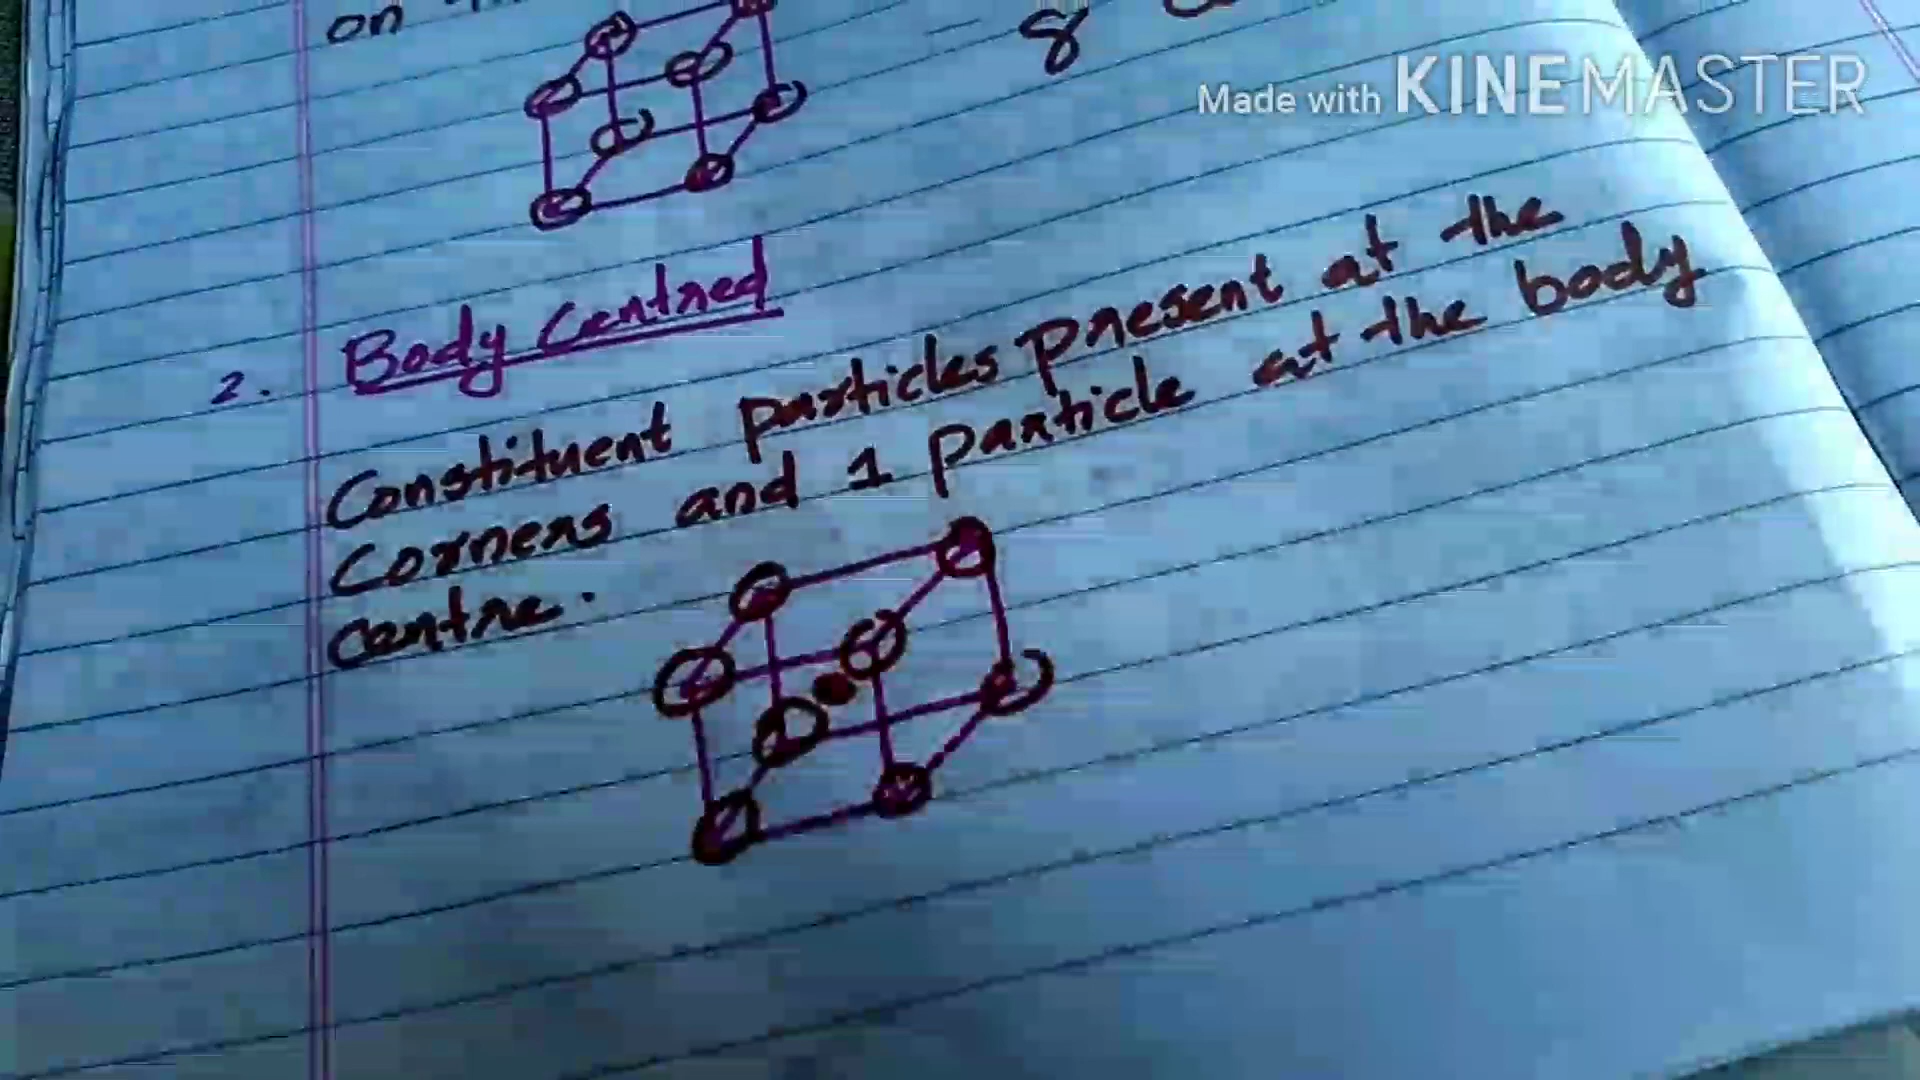 on
8
Made with KINEMASTER
2. Body Centred
Constituent particles present at the
Corners and 1 particle at the body
centre.